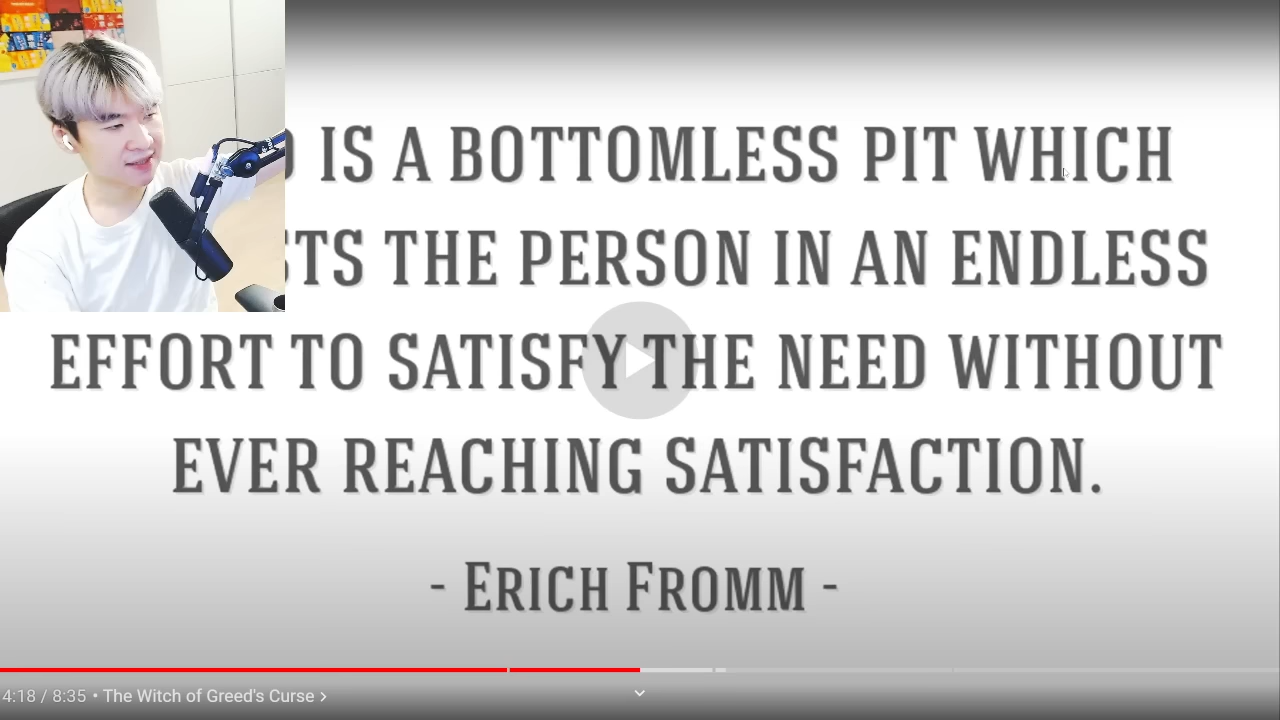 IS A BOTTOMLESS PIT WHICH
THE PERSON IN AN ENDLESS
EFFORT TO SATISFY THE NEED WITHOUT
EVER REACHING SATISFACTION.
- ERICH FROMM -
4:18 / 8:35 • The Witch of Greed's Curse >